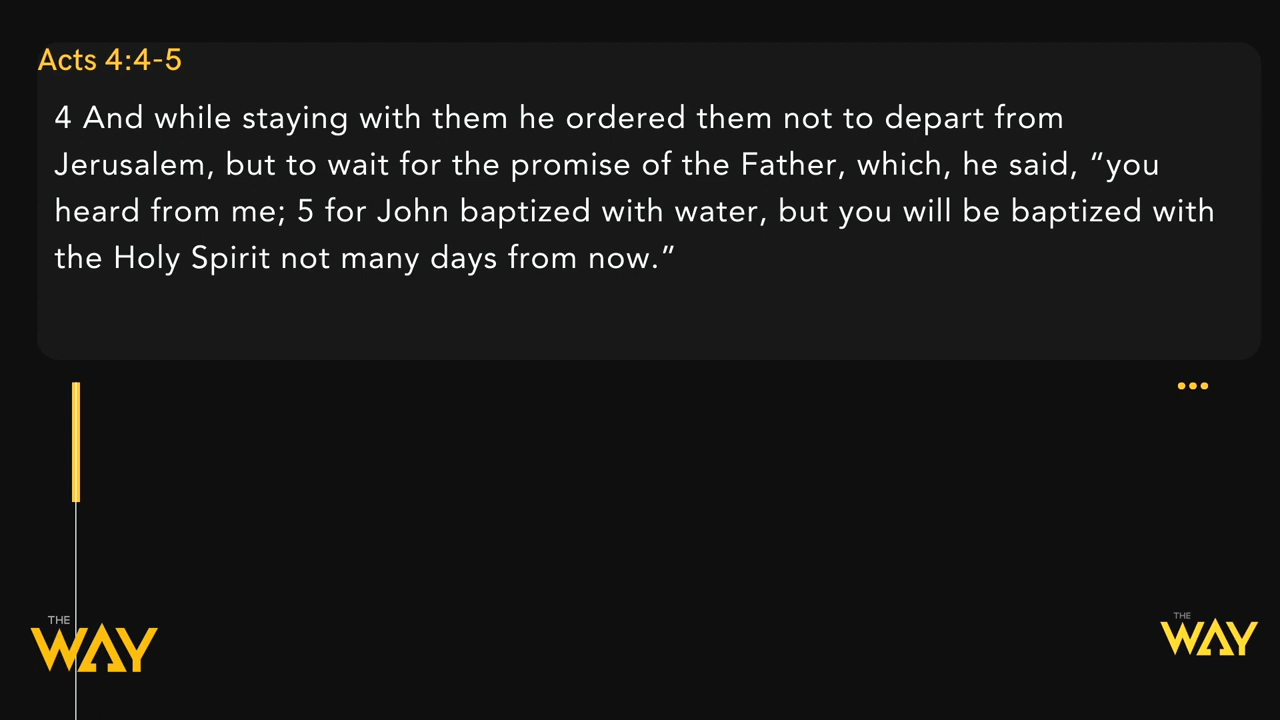 Acts 4:4-5
4 And while staying with them he ordered them not to depart from
Jerusalem, but to wait for the promise of the Father, which, he said, “you
heard from me; 5 for John baptized with water, but you will be baptized with
the Holy Spirit not many days from now.”
THE
WAY
THE
WAY